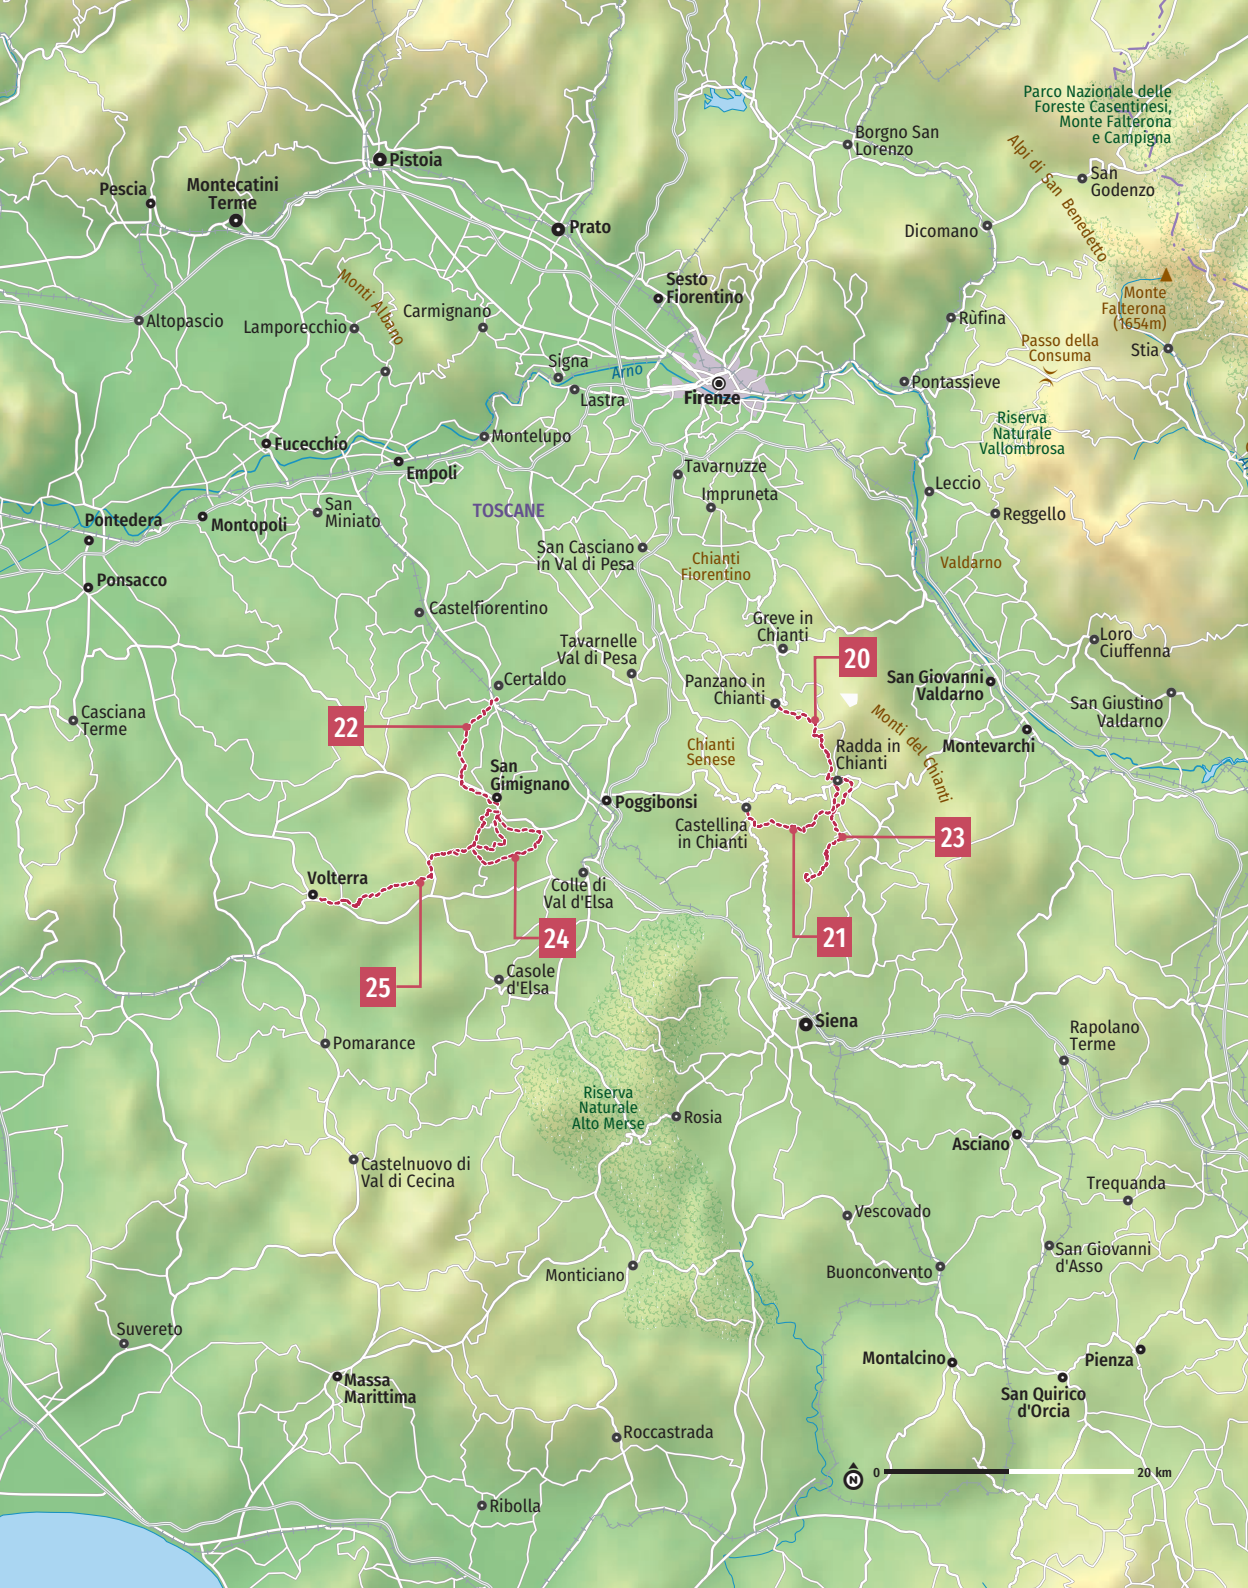 Parco Nazionale delle
Foreste Casentinesi,
Monte Falterona
e Campigna
Borgno San
Lorenzo
Alpi di San Benedetto
San
Godenzo
Pistoia
Pescia
Montecatini
Terme
Prato
Dicomano
Sesto
Fiorentino
Monti Albano
Monte
Falterona
(1654m)
Altopascio
Lamporecchio
Carmignano
Rùfina
Passo della
Consuma
Stia
Signa
Arno
Lastra
Firenze
Pontassieve
Riserva
Naturale
Vallombrosa
Fucecchio
Montelupo
Empoli
Tavarnuzze
Impruneta
Leccio
Reggello
TOSCANE
San
Miniato
Montopoli
Pontedera
San Casciano
in Val di Pesa
Chianti
Fiorentino
Valdarno
Ponsacco
Castelfiorentino
Greve in
Chianti
Tavarnelle
Val di Pesa
Loro
Ciuffenna
20
Certaldo
Panzano in
Chianti
San Giovanni
Valdarno
San Giustino
Valdarno
Casciana
Terme
22
Monti del Chianti
Chianti
Senese
Radda in
Chianti
Montevarchi
San
Gimignano
Poggibonsi
Castellina
in Chianti
23
Volterra
Colle di
Val d'Elsa
24
21
25
Casole
d'Elsa
Siena
Pomarance
Rapolano
Terme
Riserva
Naturale
Alto Merse
Rosia
Asciano
Castelnuovo di
Val di Cecina
Trequanda
Vescovado
San Giovanni
d'Asso
Monticiano
Buonconvento
Suvereto
Montalcino
Pienza
Massa
Marittima
San Quirico
d'Orcia
Roccastrada
N
0
20 km
Ribolla